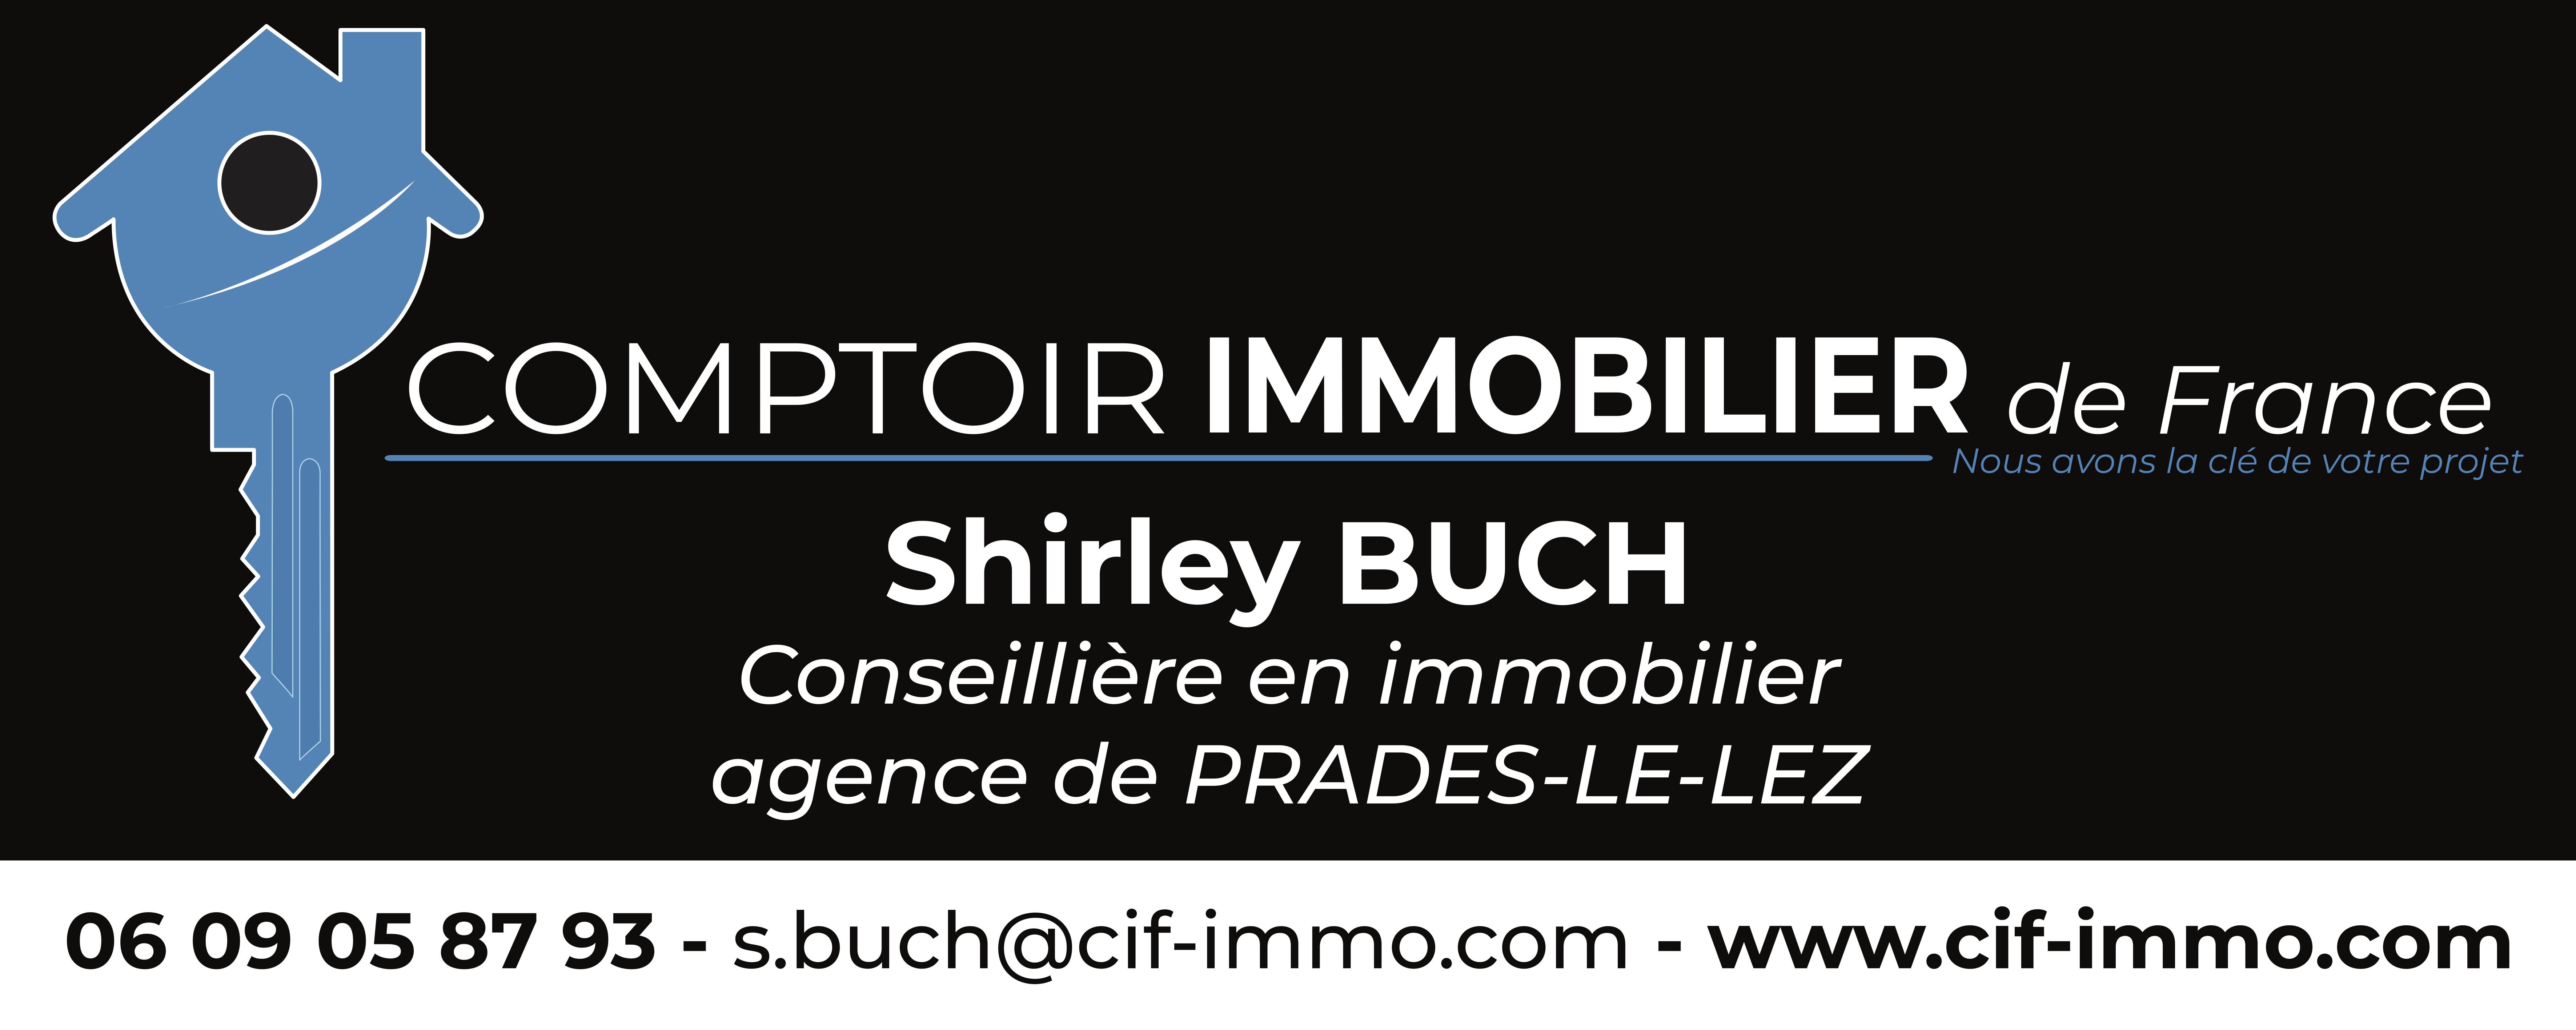 COMPTOIR IMMOBILIER de France
Nous avons la clé de votre projet
Shirley BUCH
Conseillière en immobilier
agence de PRADES-LE-LEZ
06 09 05 87 93 - s.buch@cif-immo.com - www.cif-immo.com